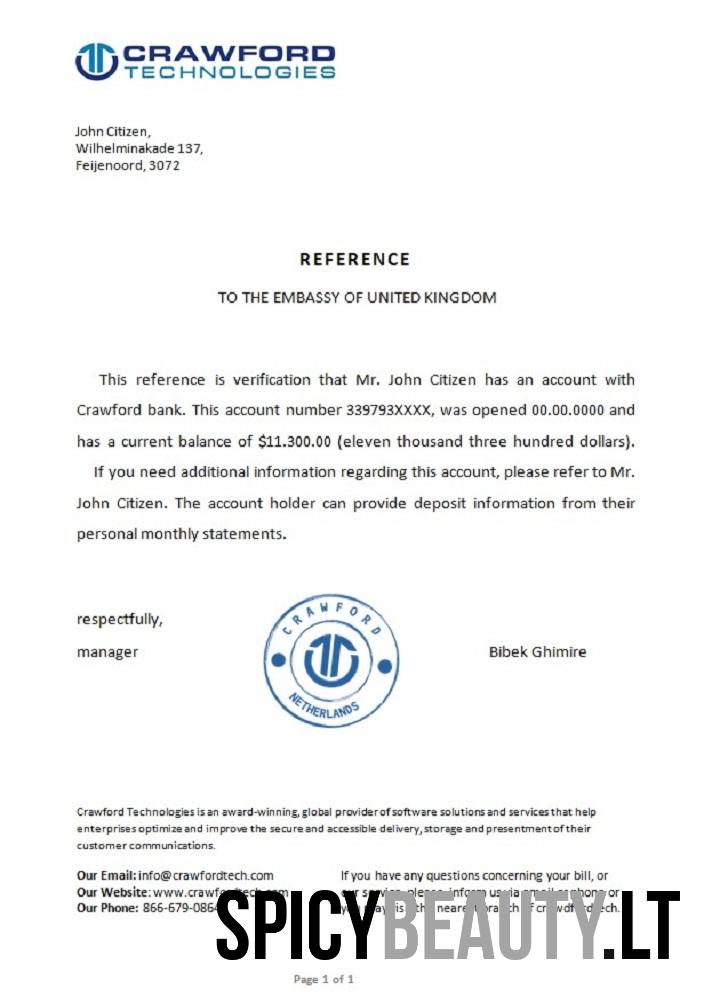 CRAWFORD
TECHNOLOGIES
John Citizen,
Wilhelminakade 137,
Feijenoord, 3072
REFERENCE
TO THE EMBASSY OF UNITED KINGDOM
This reference is verification that Mr. John Citizen has an account with
Crawford bank. This account number 339793XXXX, was opened 00.00.0000 and
has a current balance of $11.300.00 (eleven thousand three hundred dollars).
If you need additional information regarding this account, please refer to Mr.
John Citizen. The account holder can provide deposit information from their
personal monthly statements.
respectfully,
manager
CRAWFORD
NETHERLANDS
Bibek Ghimire
Crawford Technologies is an award-winning, global provider of software solutions and services that help
enterprises optimize and improve the secure and accessible delivery, storage and presentment of their
customer communications.
Our Email: info@crawfordtech.com
Our Website: www.crawfordtech.com
Our Phone: 866-679-0864
If you have any questions concerning your bill, or
our service, please inform us via email or phone or
the nearest branch of crawfordtech.
SPICYBEAUTY.LT
Page 1 of 1